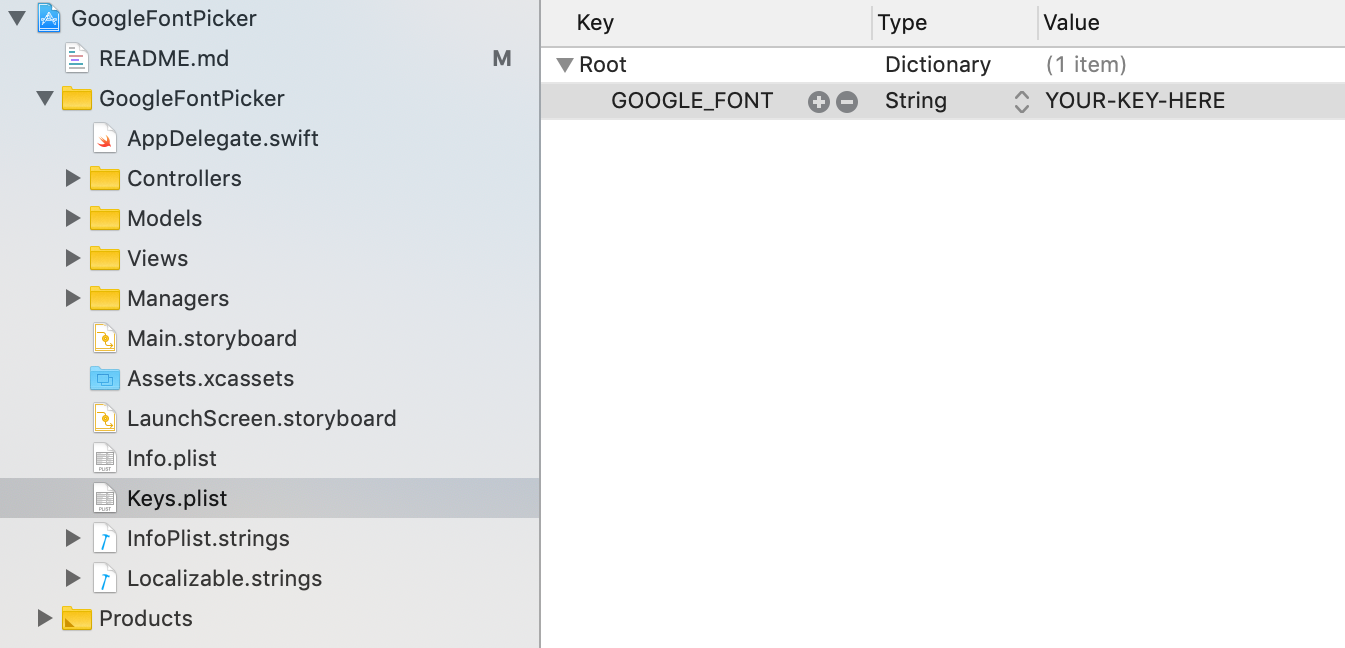 GoogleFontPicker
README.md M
GoogleFontPicker
AppDelegate.swift
Controllers
Models
Views
Managers
Main.storyboard
Assets.xcassets
LaunchScreen.storyboard
Info.plist
Keys.plist
InfoPlist.strings
Localizable.strings
Products
Key Type Value
Root Dictionary (1 item)
GOOGLE_FONT String YOUR-KEY-HERE